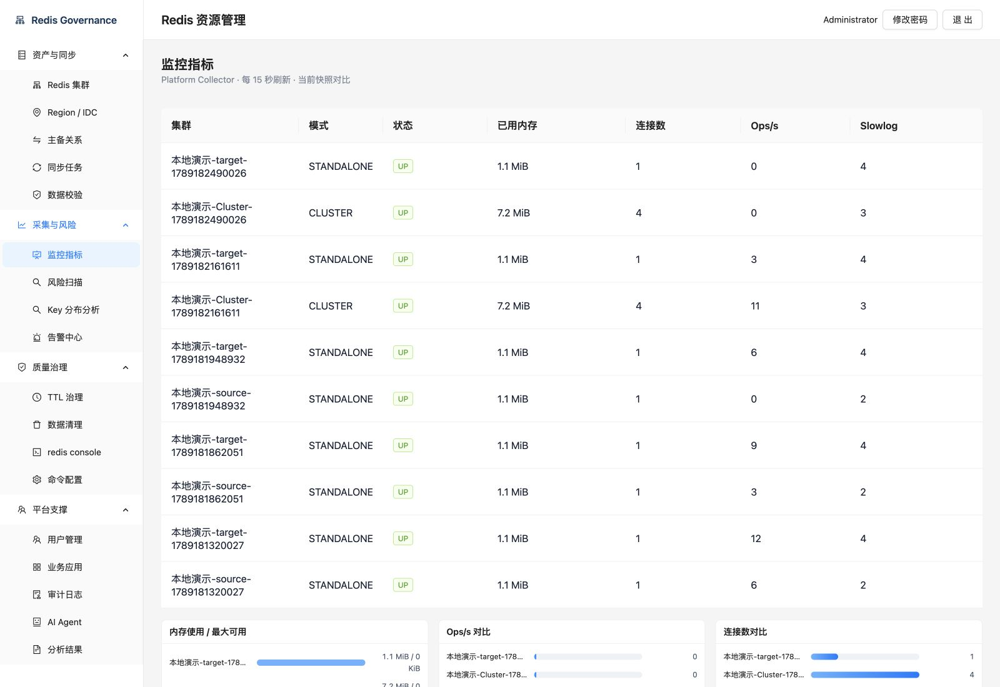 Redis Governance
资产与同步
Redis 集群
Region / IDC
主备关系
同步任务
数据校验
采集与风险
监控指标
风险扫描
Key 分布分析
告警中心
质量治理
TTL 治理
数据清理
redis console
命令配置
平台支撑
用户管理
业务应用
审计日志
AI Agent
分析结果
Redis 资源管理
Administrator 修改密码 退 出
监控指标
Platform Collector · 每 15 秒刷新 · 当前快照对比
集群 模式 状态 已用内存 连接数 Ops/s Slowlog
本地演示-target-
1789182490026 STANDALONE UP 1.1 MiB 1 0 4
本地演示-Cluster-
1789182490026 CLUSTER UP 7.2 MiB 4 0 3
本地演示-target-
1789182161611 STANDALONE UP 1.1 MiB 1 3 4
本地演示-Cluster-
1789182161611 CLUSTER UP 7.2 MiB 4 11 3
本地演示-target-
1789181948932 STANDALONE UP 1.1 MiB 1 6 4
本地演示-source-
1789181948932 STANDALONE UP 1.1 MiB 1 0 2
本地演示-target-
1789181862051 STANDALONE UP 1.1 MiB 1 9 4
本地演示-source-
1789181862051 STANDALONE UP 1.1 MiB 1 3 2
本地演示-target-
1789181320027 STANDALONE UP 1.1 MiB 1 12 4
本地演示-source-
1789181320027 STANDALONE UP 1.1 MiB 1 6 2
内存使用 / 最大可用
本地演示-target-178... 1.1 MiB / 0
KiB
7.2 MiB / 0
Ops/s 对比
本地演示-target-178... 0
本地演示-Cluster-178... 0
连接数对比
本地演示-target-178... 1
本地演示-Cluster-178... 4